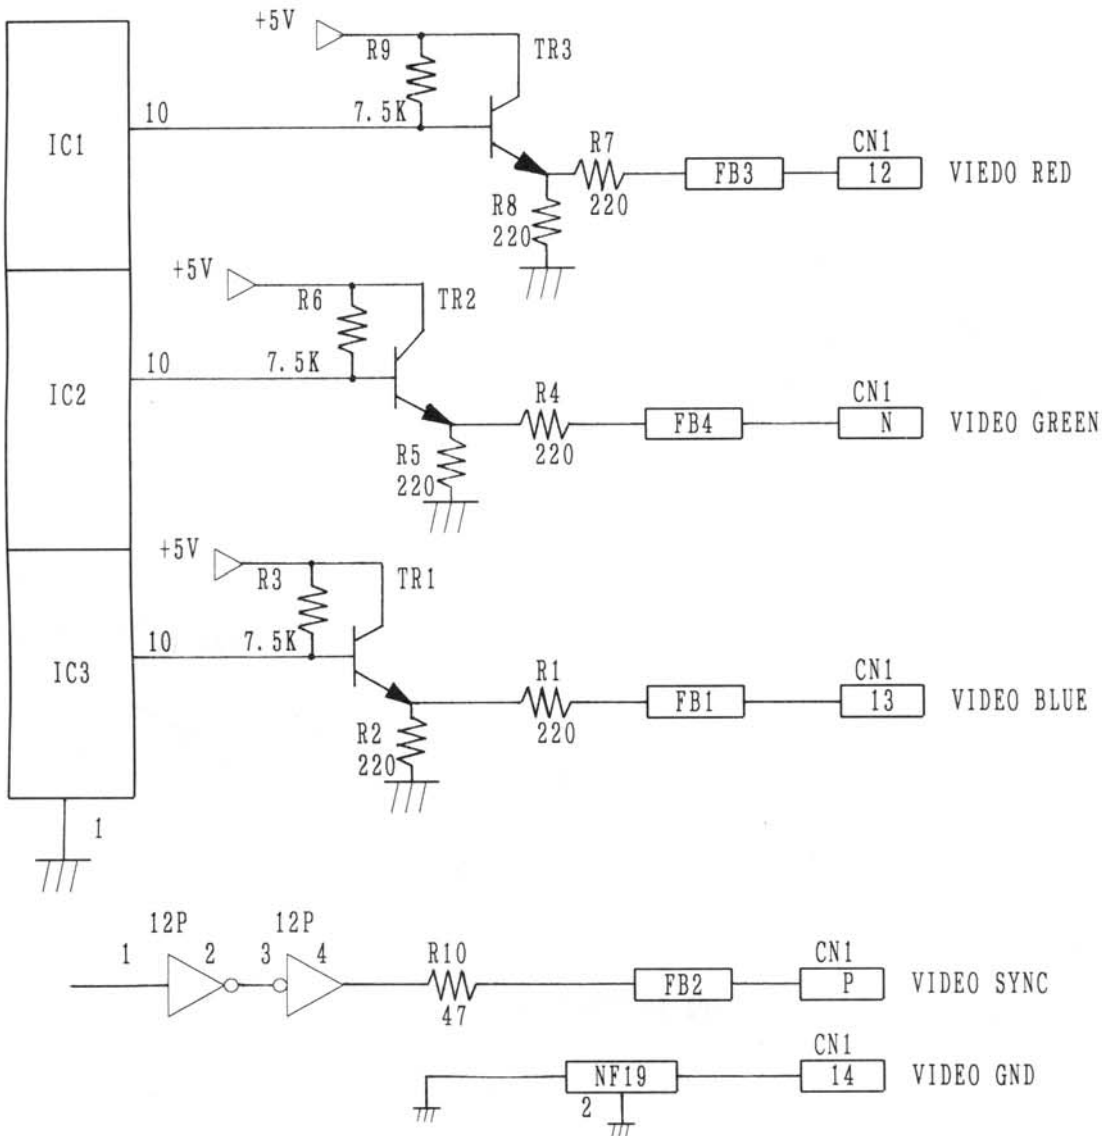 +5V
R9
TR3
10
7.5K
IC1
R7
CN1
FB3
12
VIEDO RED
R8
220
220
+5V
R6
TR2
10
7.5K
IC2
R4
CN1
FB4
N
VIDEO GREEN
R5
220
220
+5V
R3
TR1
10
7.5K
IC3
R1
CN1
FB1
13
VIDEO BLUE
R2
220
220
1
12P
12P
1
2
3
4
R10
CN1
FB2
P
VIDEO SYNC
47
CN1
NF19
14
VIDEO GND
2